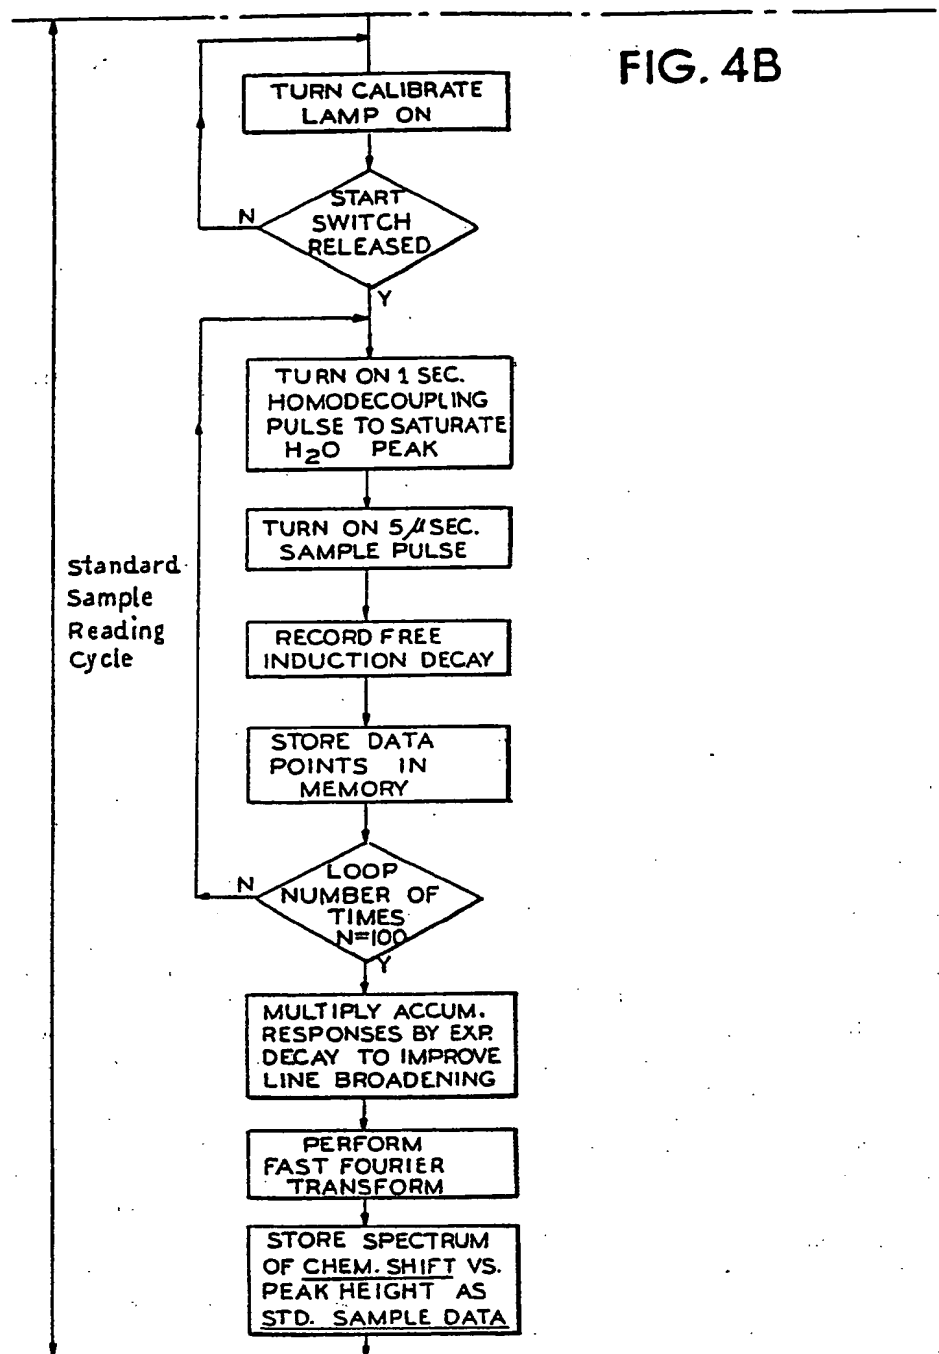 FIG. 4B
TURN CALIBRATE
LAMP ON
START
SWITCH
RELEASED
N
Y
TURN ON 1 SEC.
HOMODECOUPLING
PULSE TO SATURATE
H₂O PEAK
TURN ON 5 μSEC.
SAMPLE PULSE
Standard
Sample
Reading
Cycle
RECORD FREE
INDUCTION DECAY
STORE DATA
POINTS IN
MEMORY
LOOP
NUMBER OF
TIMES
N=100
N
Y
MULTIPLY ACCUM.
RESPONSES BY EXP.
DECAY TO IMPROVE
LINE BROADENING
PERFORM
FAST FOURIER
TRANSFORM
STORE SPECTRUM
OF CHEM. SHIFT VS.
PEAK HEIGHT AS
STD. SAMPLE DATA